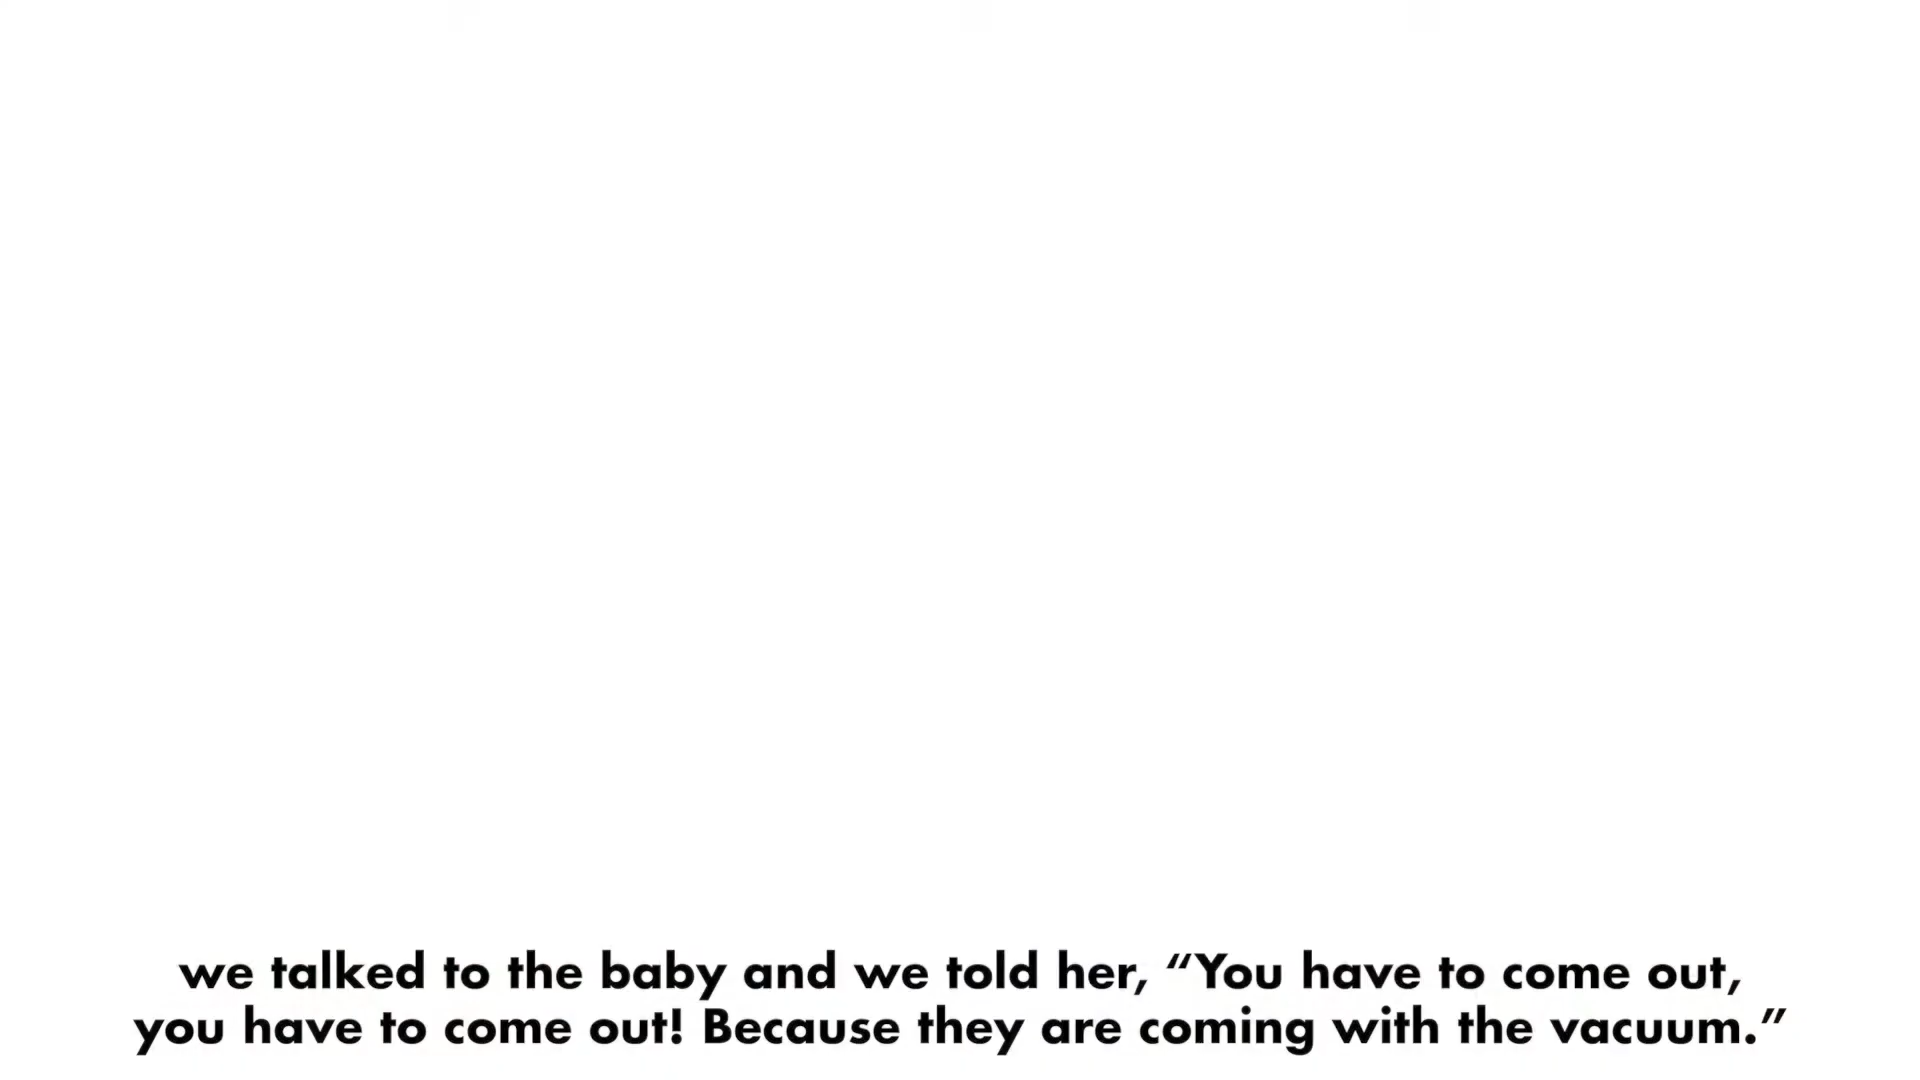 we talked to the baby and we told her, “You have to come out,
you have to come out! Because they are coming with the vacuum.”